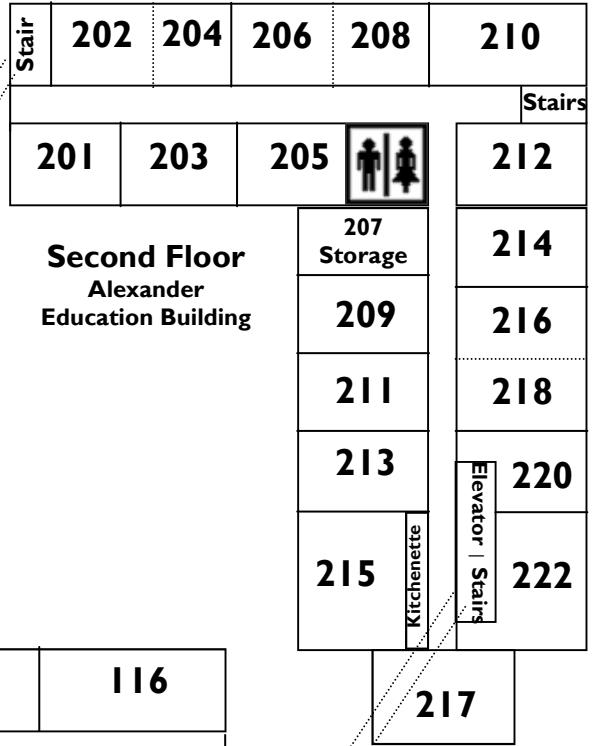 Stair
202
204
206
208
210
Stairs
201
203
205
212
207
Storage
214
Second Floor
Alexander
Education Building
209
216
211
218
213
220
Elevator | Stairs
215
Kitchenette
222
116
217